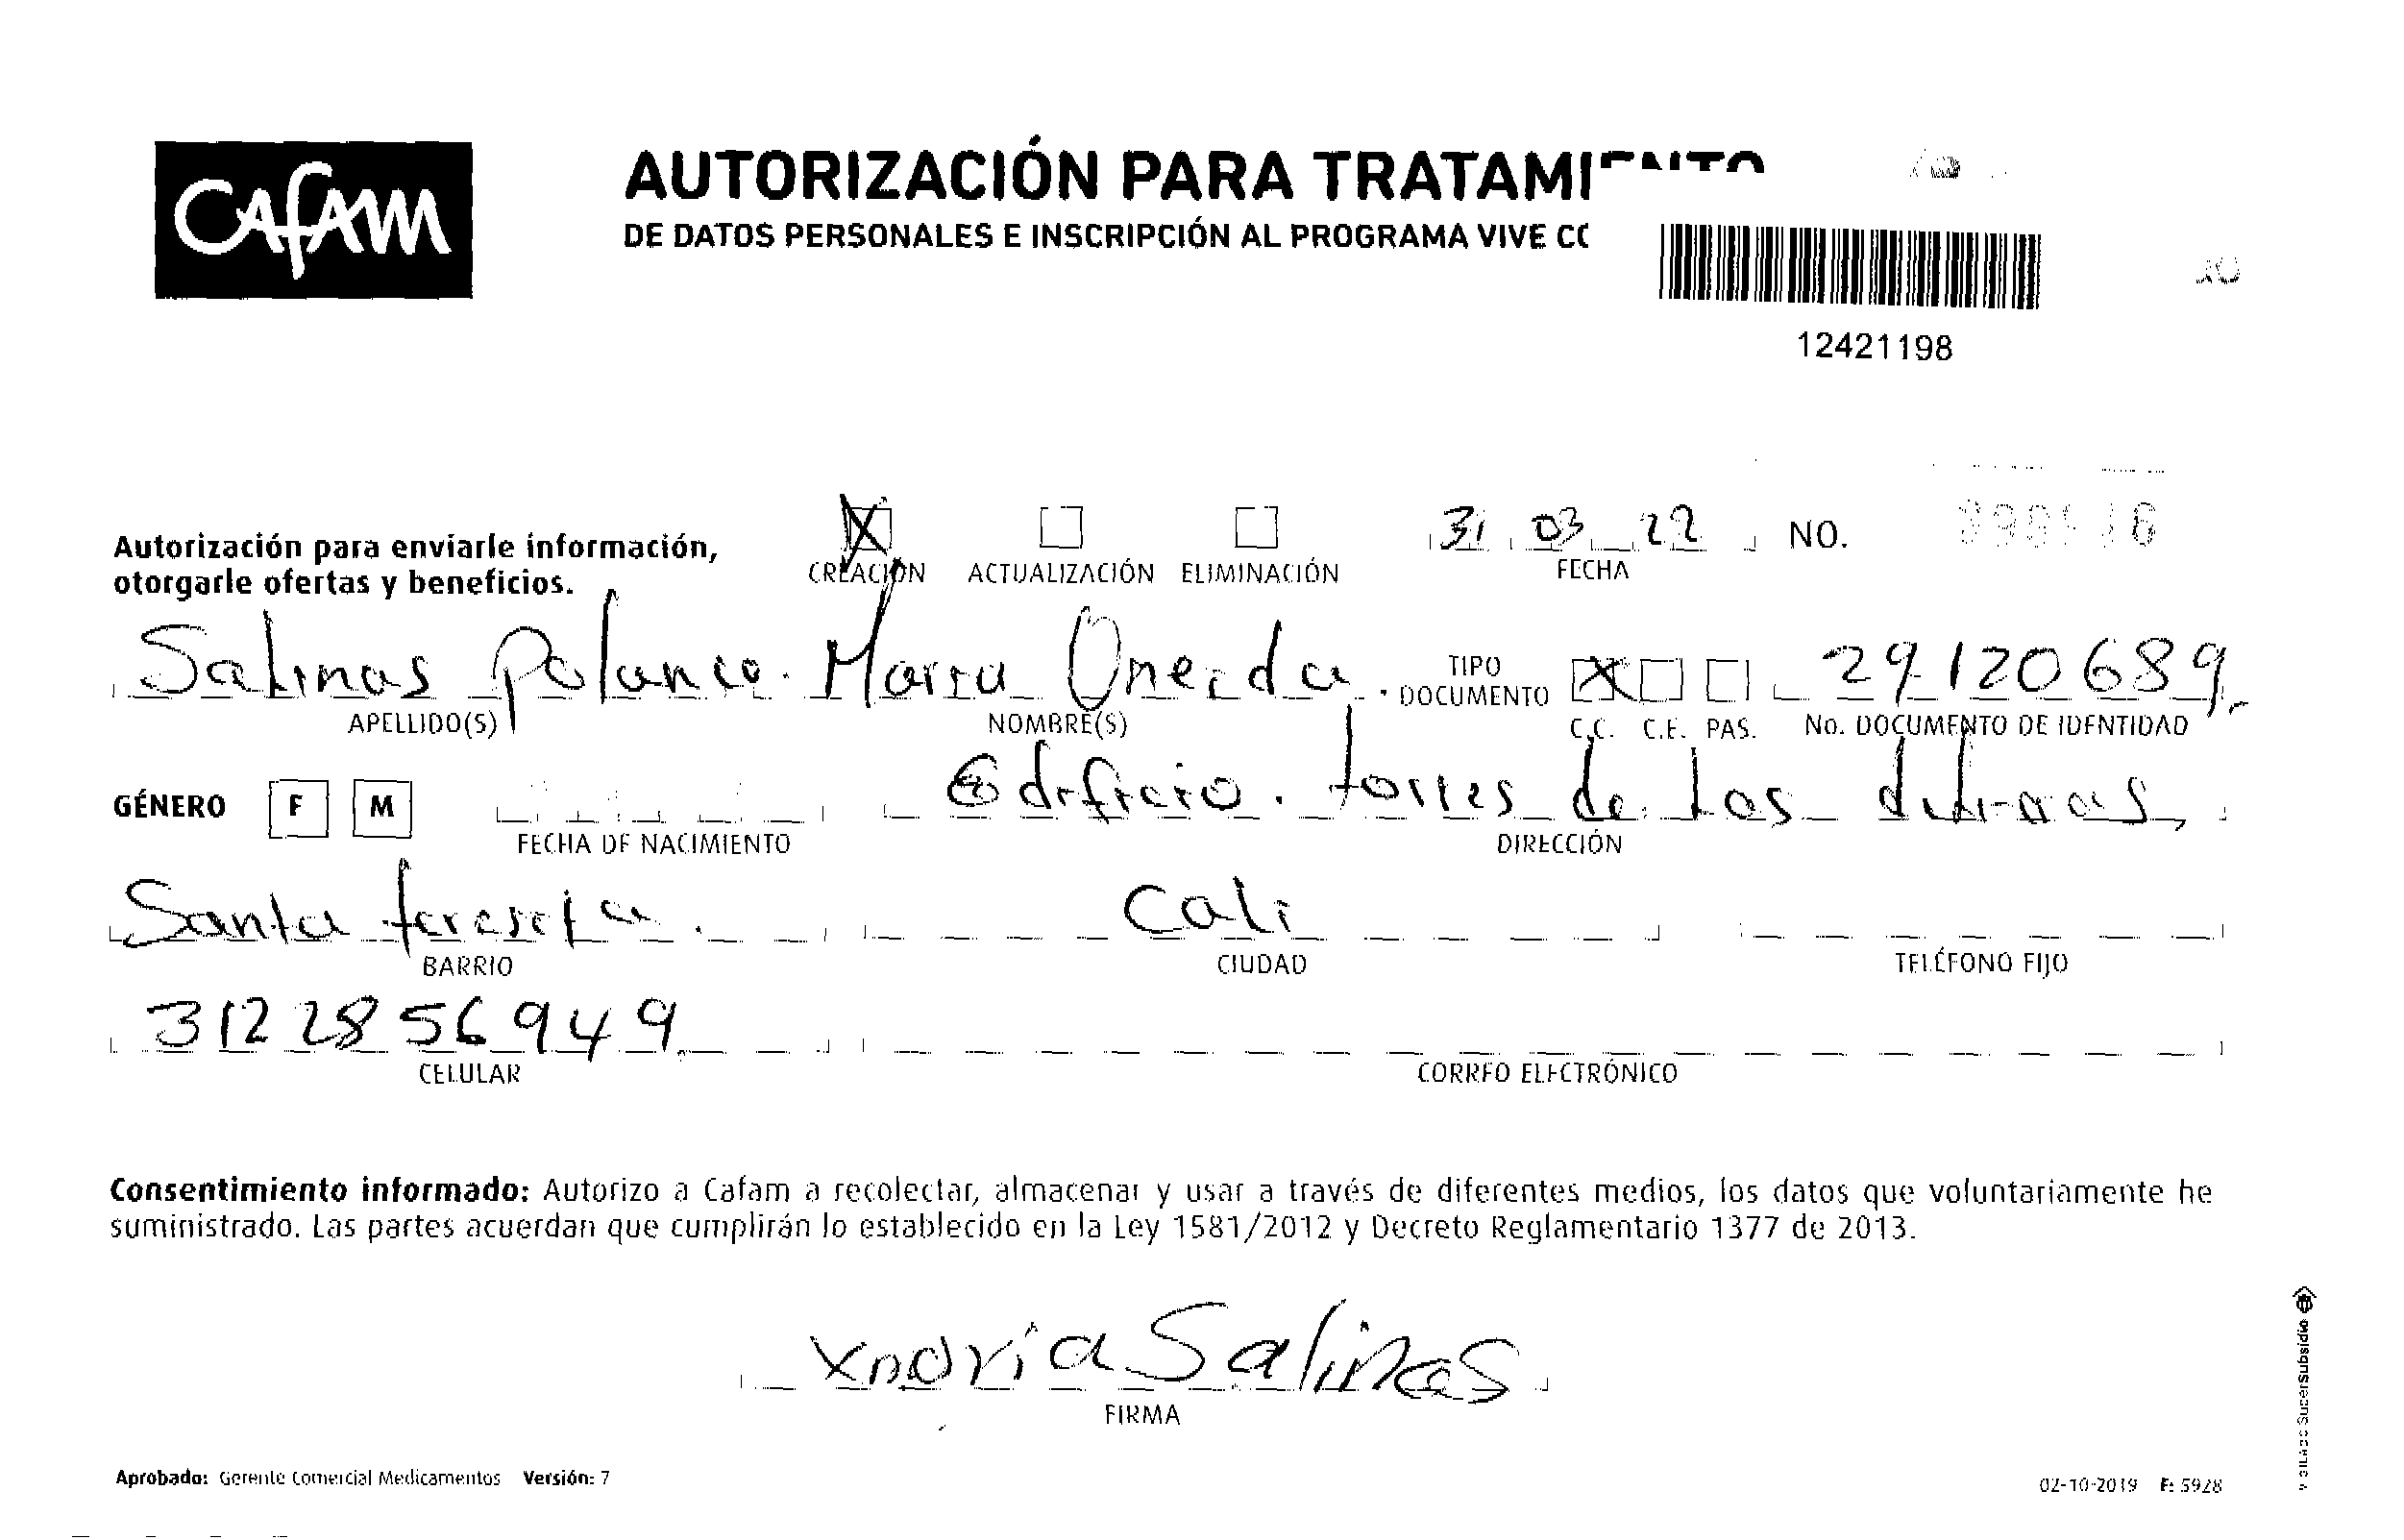 Cafam
AUTORIZACIÓN PARA
DE DATOS PERSONALES E INSCRIPCIÓN AL PROGRAMA VIVE
12421198
Autorización para enviarle información,
otorgarle ofertas y beneficios.
X
CREACIÓN ACTUALIZACIÓN ELIMINACIÓN
31 03 22
FECHA
NO.
Salinas Polanco. Maria Oneida.
APELLIDO(S) NOMBRE(S)
TIPO
DOCUMENTO
X
C.C. C.E. PAS.
29120689
No. DOCUMENTO DE IDENTIDAD
GÉNERO F M
FECHA DE NACIMIENTO
Edificio. torres de Las
DIRECCIÓN
Santa teresita. Cali
BARRIO CIUDAD TELÉFONO FIJO
3122856949
CELULAR CORREO ELECTRÓNICO
Consentimiento informado: Autorizo a Cafam a recolectar, almacenar y usar a través de diferentes medios, los datos que voluntariamente he
suministrado. Las partes acuerdan que cumplirán lo establecido en la Ley 1581/2012 y Decreto Reglamentario 1377 de 2013.
Salinas
FIRMA
Aprobado: Gerente Comercial Medicamentos Versión: 7
02-10-2019 F: 5928
VIGILADO SuperSubsidio